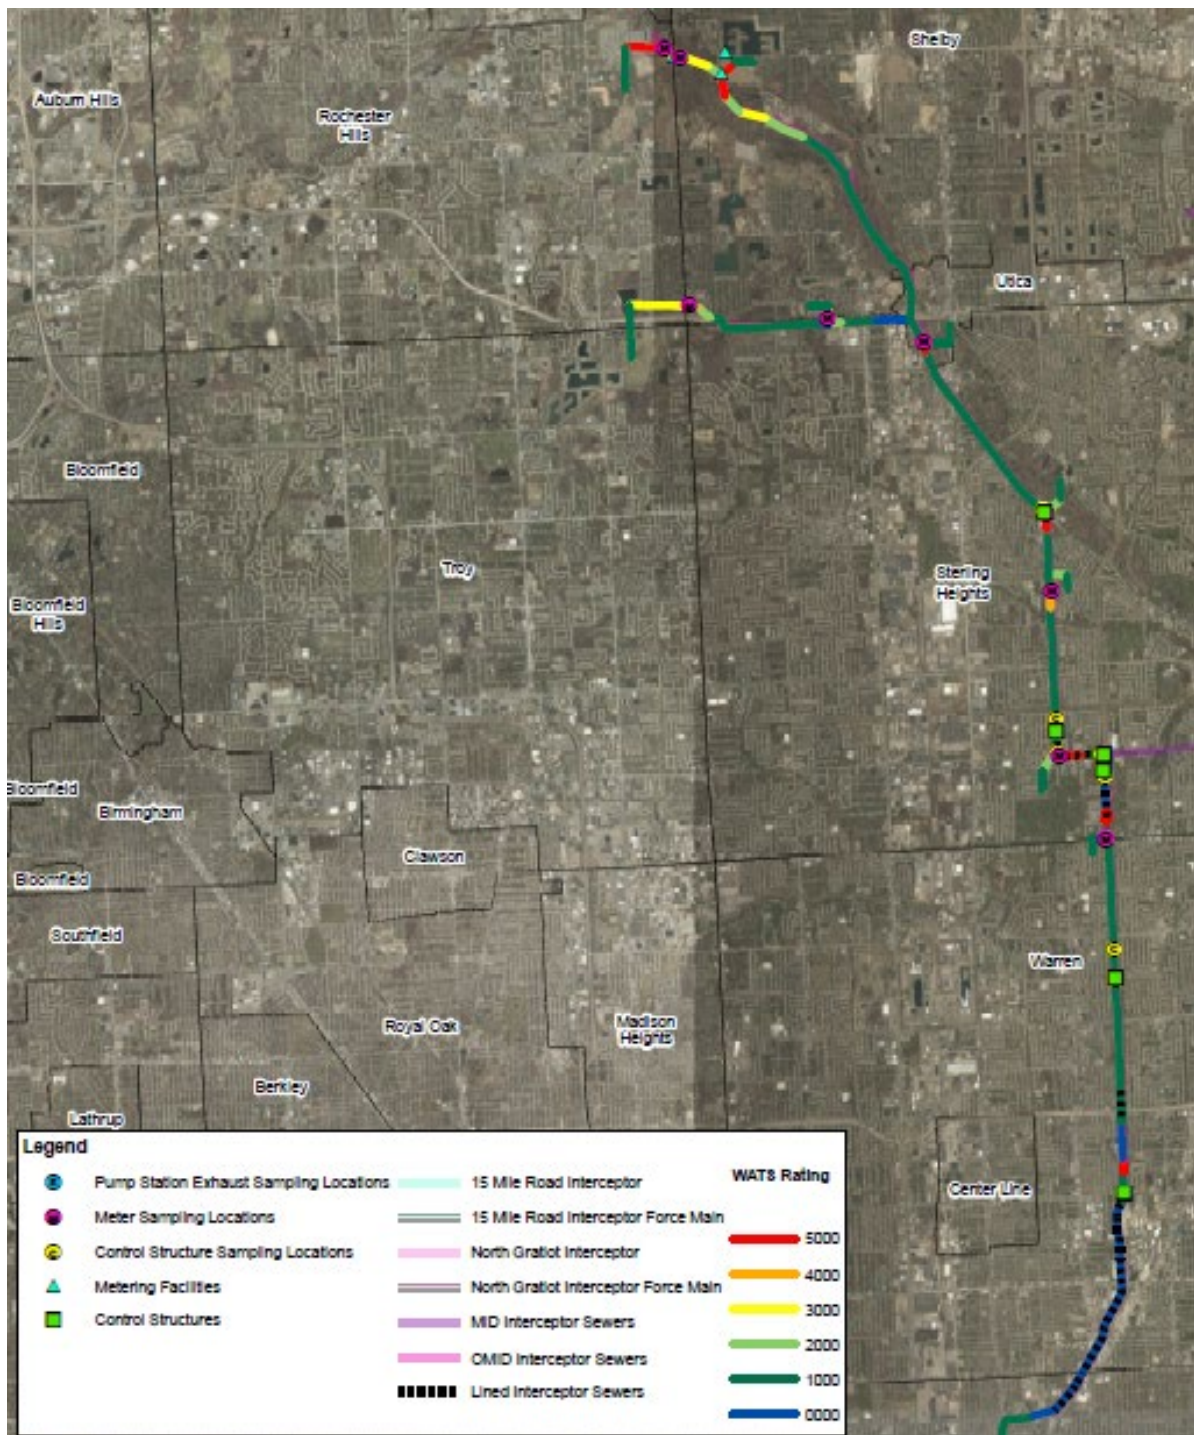 Shelby
Auburn Hills
Rochester
Hills
Utica
Bloomfield
Troy
Sterling
Heights
Bloomfield
Hills
Bloomfield
Birmingham
Clawson
Bloomfield
Southfield
Warren
Royal Oak
Madison
Heights
Berkley
Lathrup
Center Line
Legend
Pump Station Exhaust Sampling Locations
Meter Sampling Locations
Control Structure Sampling Locations
Metering Facilities
Control Structures
15 Mile Road Interceptor
15 Mile Road Interceptor Force Main
North Gratiot Interceptor
North Gratiot Interceptor Force Main
MID Interceptor Sewers
OMID Interceptor Sewers
Lined Interceptor Sewers
WATS Rating
5000
4000
3000
2000
1000
0000